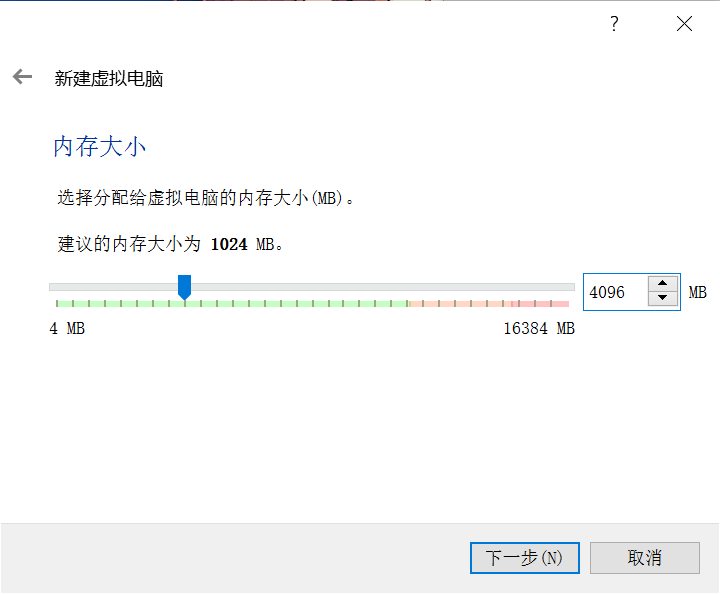 ?
新建虚拟电脑
内存大小
选择分配给虚拟电脑的内存大小(MB)。
建议的内存大小为 1024 MB。
4096 MB
4 MB 16384 MB
下一步(N) 取消